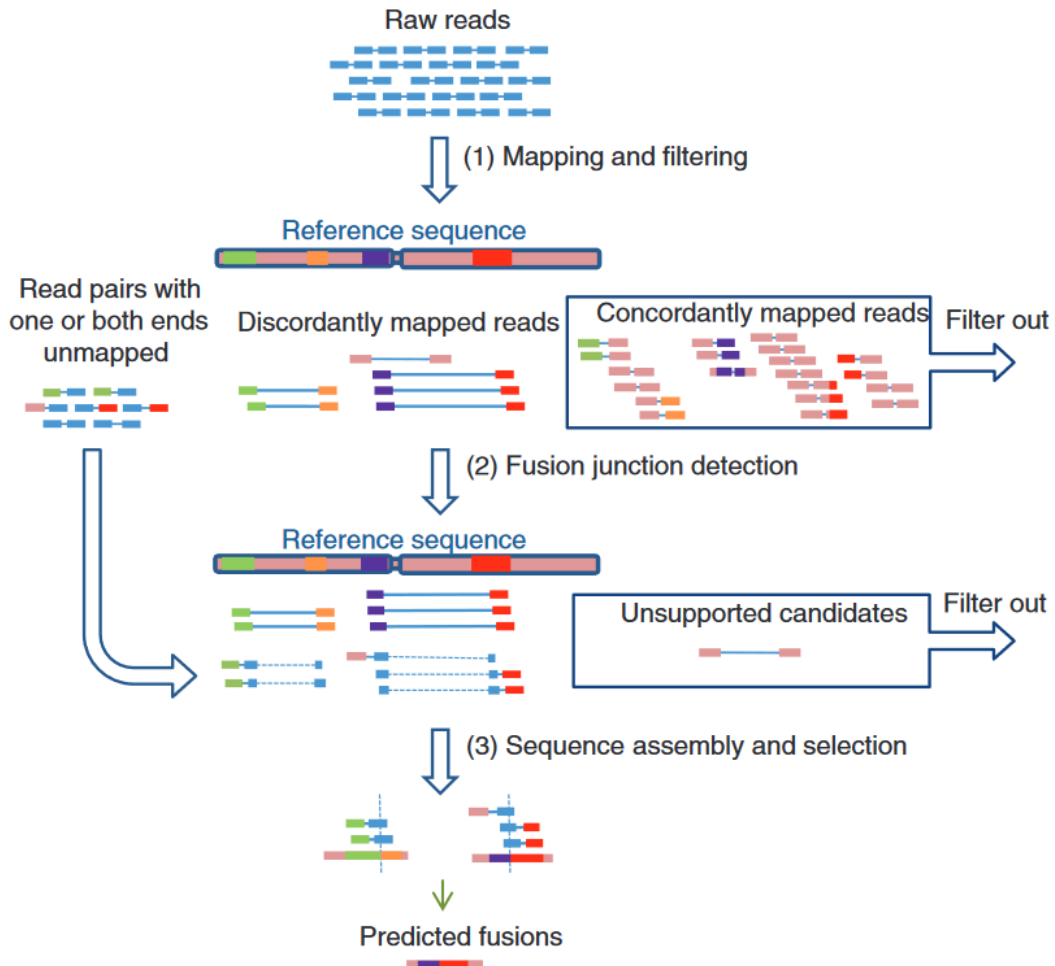 Raw reads
(1) Mapping and filtering
Reference sequence
Read pairs with
one or both ends
unmapped
Discordantly mapped reads
Concordantly mapped reads
Filter out
(2) Fusion junction detection
Reference sequence
Unsupported candidates
Filter out
(3) Sequence assembly and selection
Predicted fusions